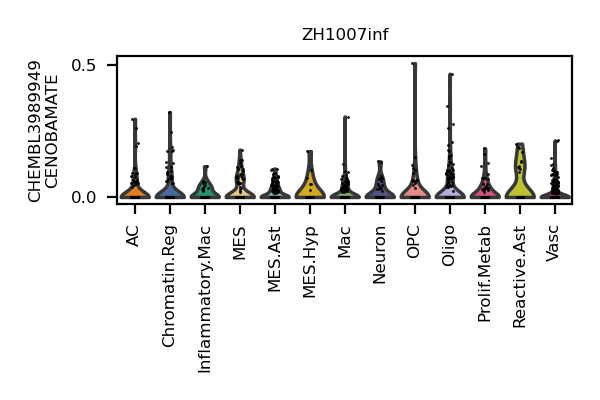 ZH1007inf
CHEMBL3989949
CENOBAMATE
0.5
0.0
AC
Chromatin.Reg
Inflammatory.Mac
MES
MES.Ast
MES.Hyp
Mac
Neuron
OPC
Oligo
Prolif.Metab
Reactive.Ast
Vasc